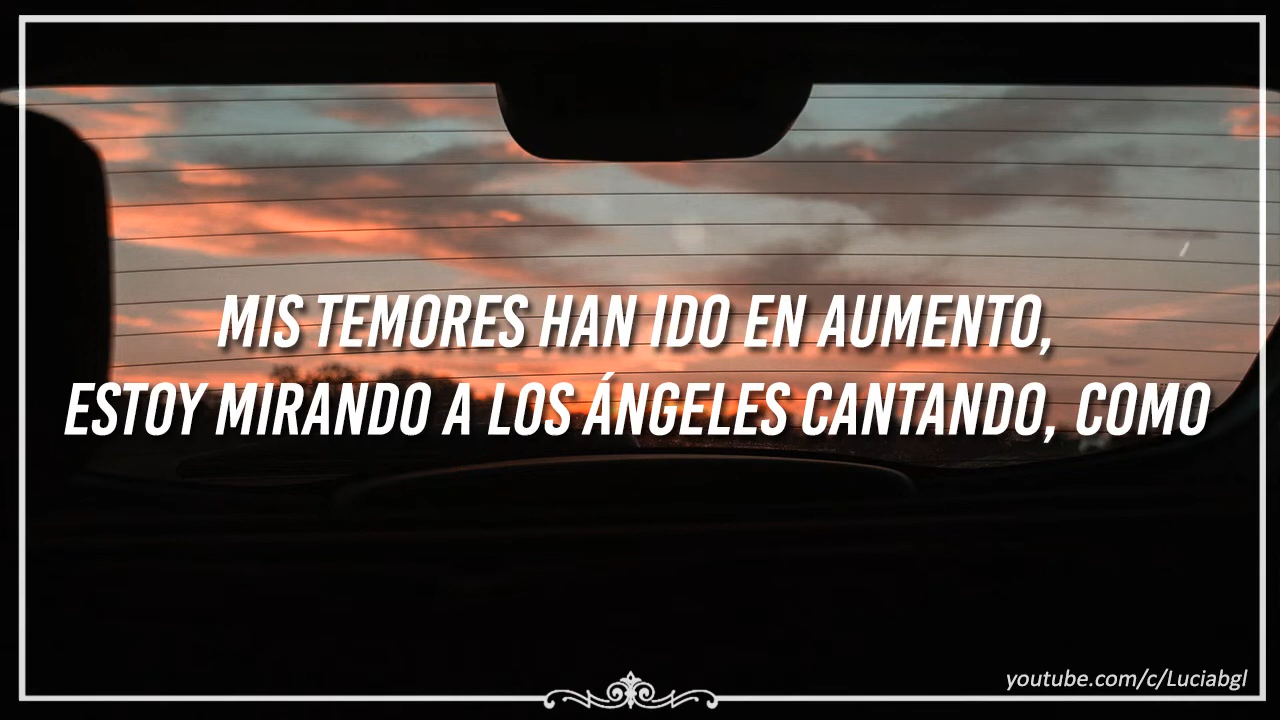 MIS TEMORES HAN IDO EN AUMENTO,
ESTOY MIRANDO A LOS ÁNGELES CANTANDO, COMO
youtube.com/c/Luciabgl